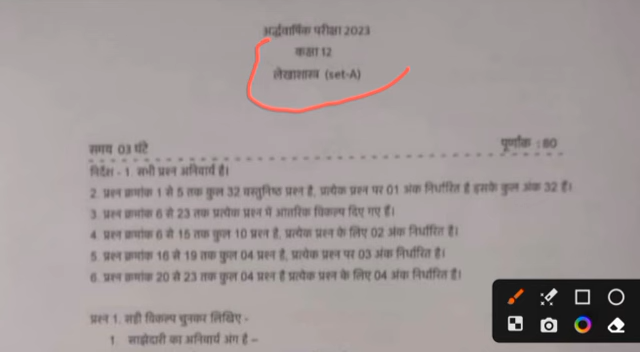 अर्द्धवार्षिक परीक्षा 2023
कक्षा 12
लेखाशास्त्र (set-A)
समय 03 घंटे पूर्णांक : 80
निर्देश - 1 सभी प्रश्न अनिवार्य है।
2. प्रश्न क्रमांक 1 से 5 तक कुल 32 वस्तुनिष्ठ प्रश्न है, प्रत्येक प्रश्न पर 01 अंक निर्धारित है इसके कुल अंक 32 हैं।
3. प्रश्न क्रमांक 6 से 23 तक प्रत्येक प्रश्न में आंतरिक विकल्प दिए गए हैं।
4. प्रश्न क्रमांक 6 से 15 तक कुल 10 प्रश्न है, प्रत्येक प्रश्न के लिए 02 अंक निर्धारित है।
5. प्रश्न क्रमांक 16 से 19 तक कुल 04 प्रश्न है, प्रत्येक प्रश्न पर 03 अंक निर्धारित है।
6. प्रश्न क्रमांक 20 से 23 तक कुल 04 प्रश्न है प्रत्येक प्रश्न के लिए 04 अंक निर्धारित है।
प्रश्न 1. सही विकल्प चुनकर लिखिए -
1. साझेदारी का अनिवार्य अंग है –